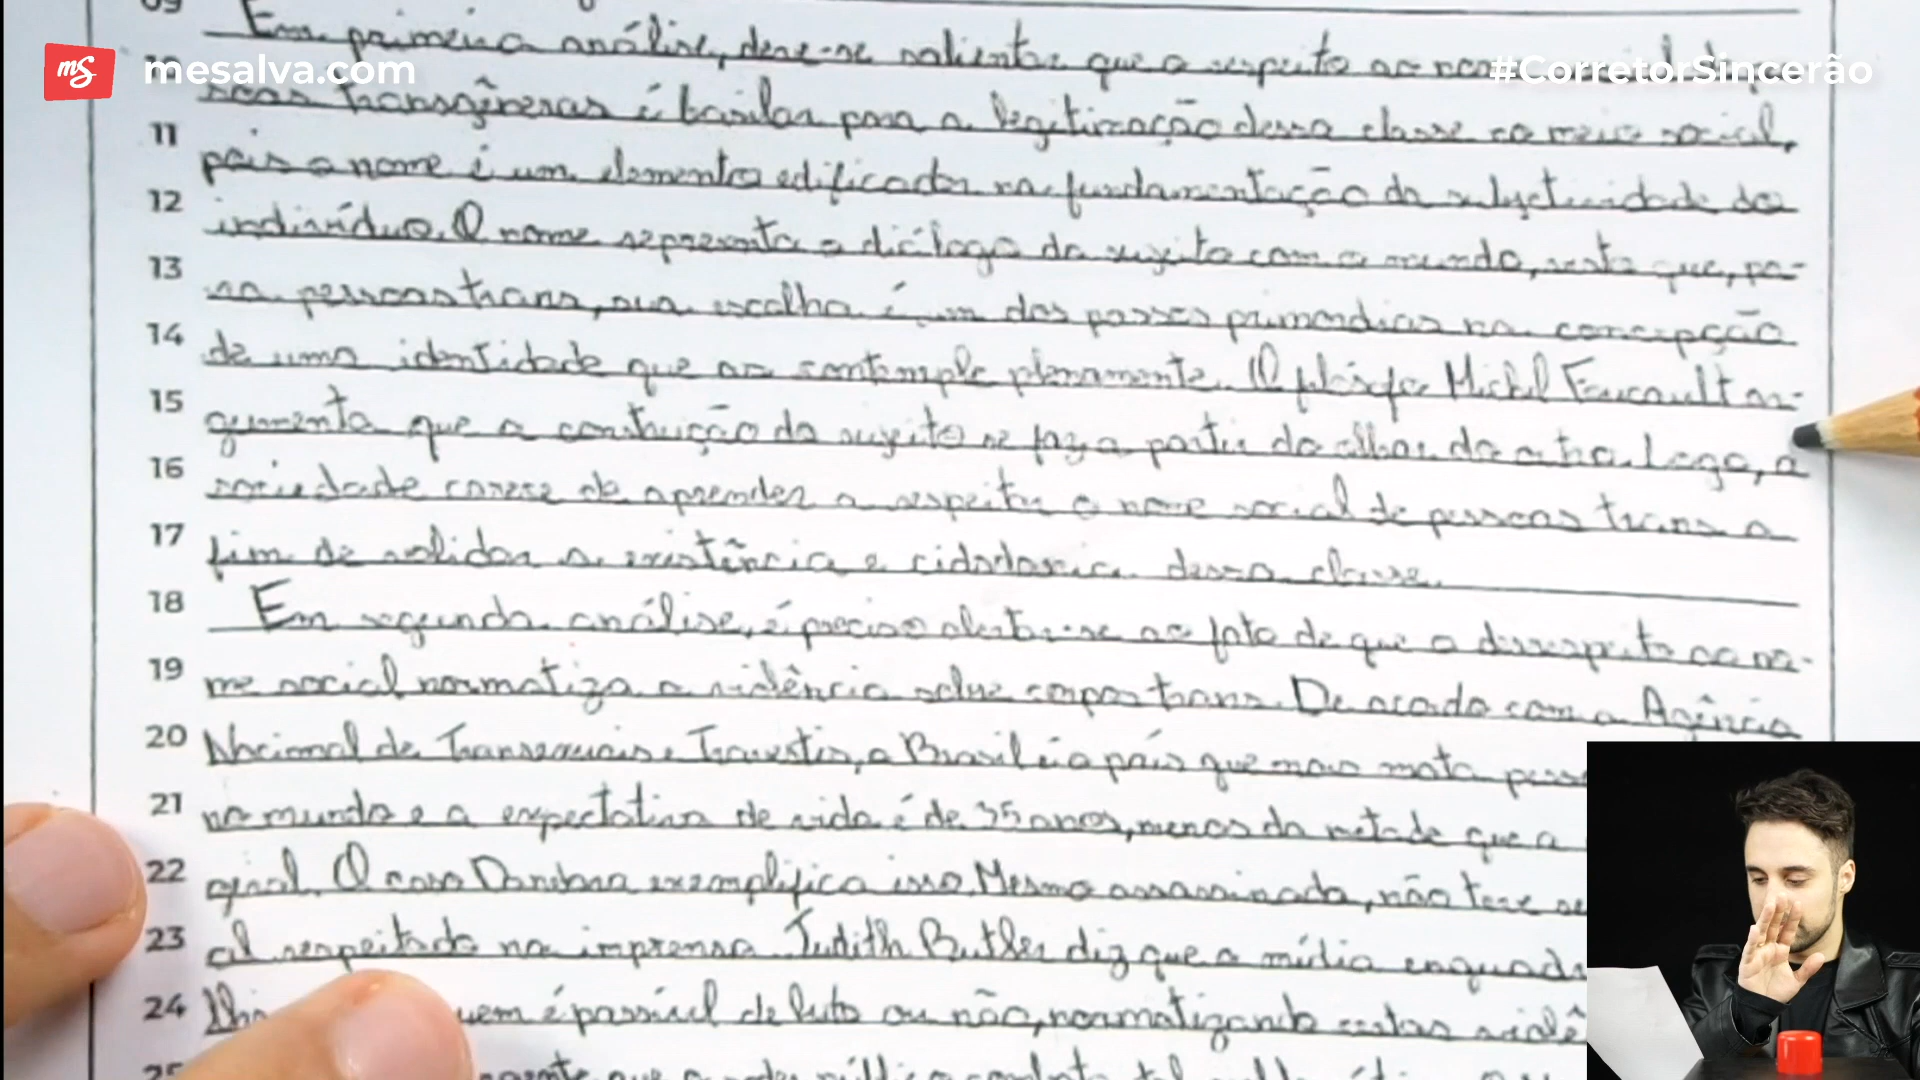 09
Em primeira análise, deve-se salientar que o respeito ao nome social de
mesalva.com
#CorretorSincerão
transgêneras é basilar para a legitimação dessa classe no meio social,
11
pois o nome é um elemento edificador na fundamentação da subjetividade do
12
indivíduo. O nome representa o diálogo do sujeito com o mundo, visto que, pa-
13
ra pessoas trans, sua escolha é um dos passos primordiais na concepção
14
de uma identidade que as contemple plenamente. O filósofo Michel Foucault ar-
15
gumenta que a construção do sujeito se faz a partir do olhar do outro. Logo, a
16
sociedade carece de aprender a respeitar o nome social de pessoas trans a
17
fim de validar a existência e cidadania dessa classe.
18
Em segunda análise, é preciso alertar-se ao fato de que o desrespeito ao no-
19
me social normatiza a violência sobre corpos trans. De acordo com a Agência
20
Nacional de Transexuais e Travestis, o Brasil é o país que mais mata
21
no mundo e a expectativa de vida é de 35 anos, menos da metade que a
22
geral. O caso Dandara exemplifica isso. Mesmo assassinada, não teve
23
al respeitado na imprensa. Judith Butler diz que a mídia
24
é passível de luto ou não, normatizando
25